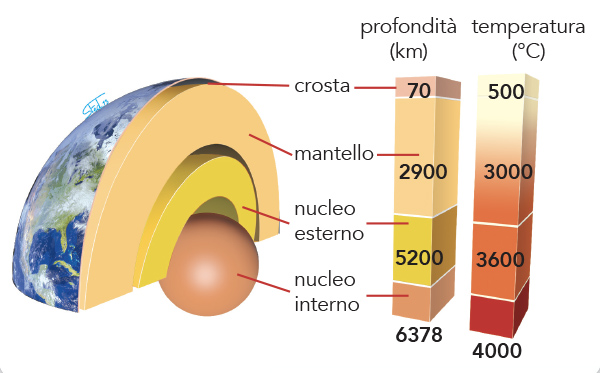 profondità
(km)
temperatura
(°C)
crosta
70
500
mantello
2900
3000
nucleo
esterno
5200
3600
nucleo
interno
6378
4000